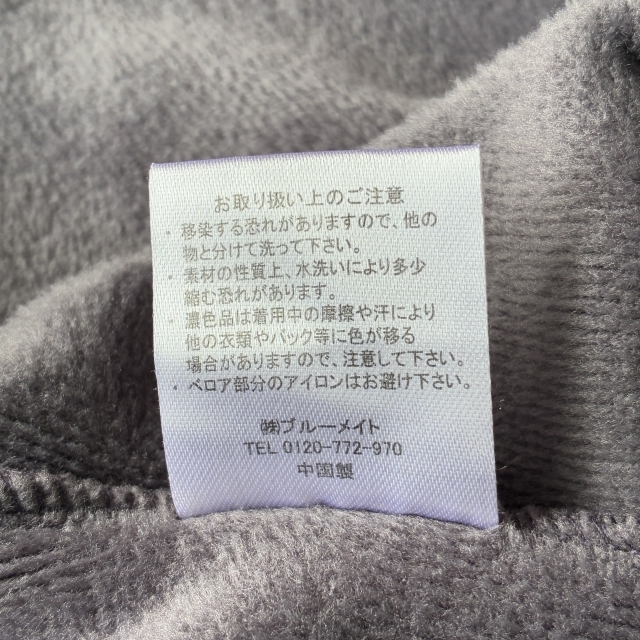 お取り扱い上のご注意
・移染する恐れがありますので、他の
物と分けて洗って下さい。
・素材の性質上、水洗いにより多少
縮む恐れがあります。
・濃色品は着用中の摩擦や汗により
他の衣類やバック等に色が移る
場合がありますので、注意して下さい。
・ベロア部分のアイロンはお避け下さい。
㈱ブルーメイト
TEL 0120-772-970
中国製